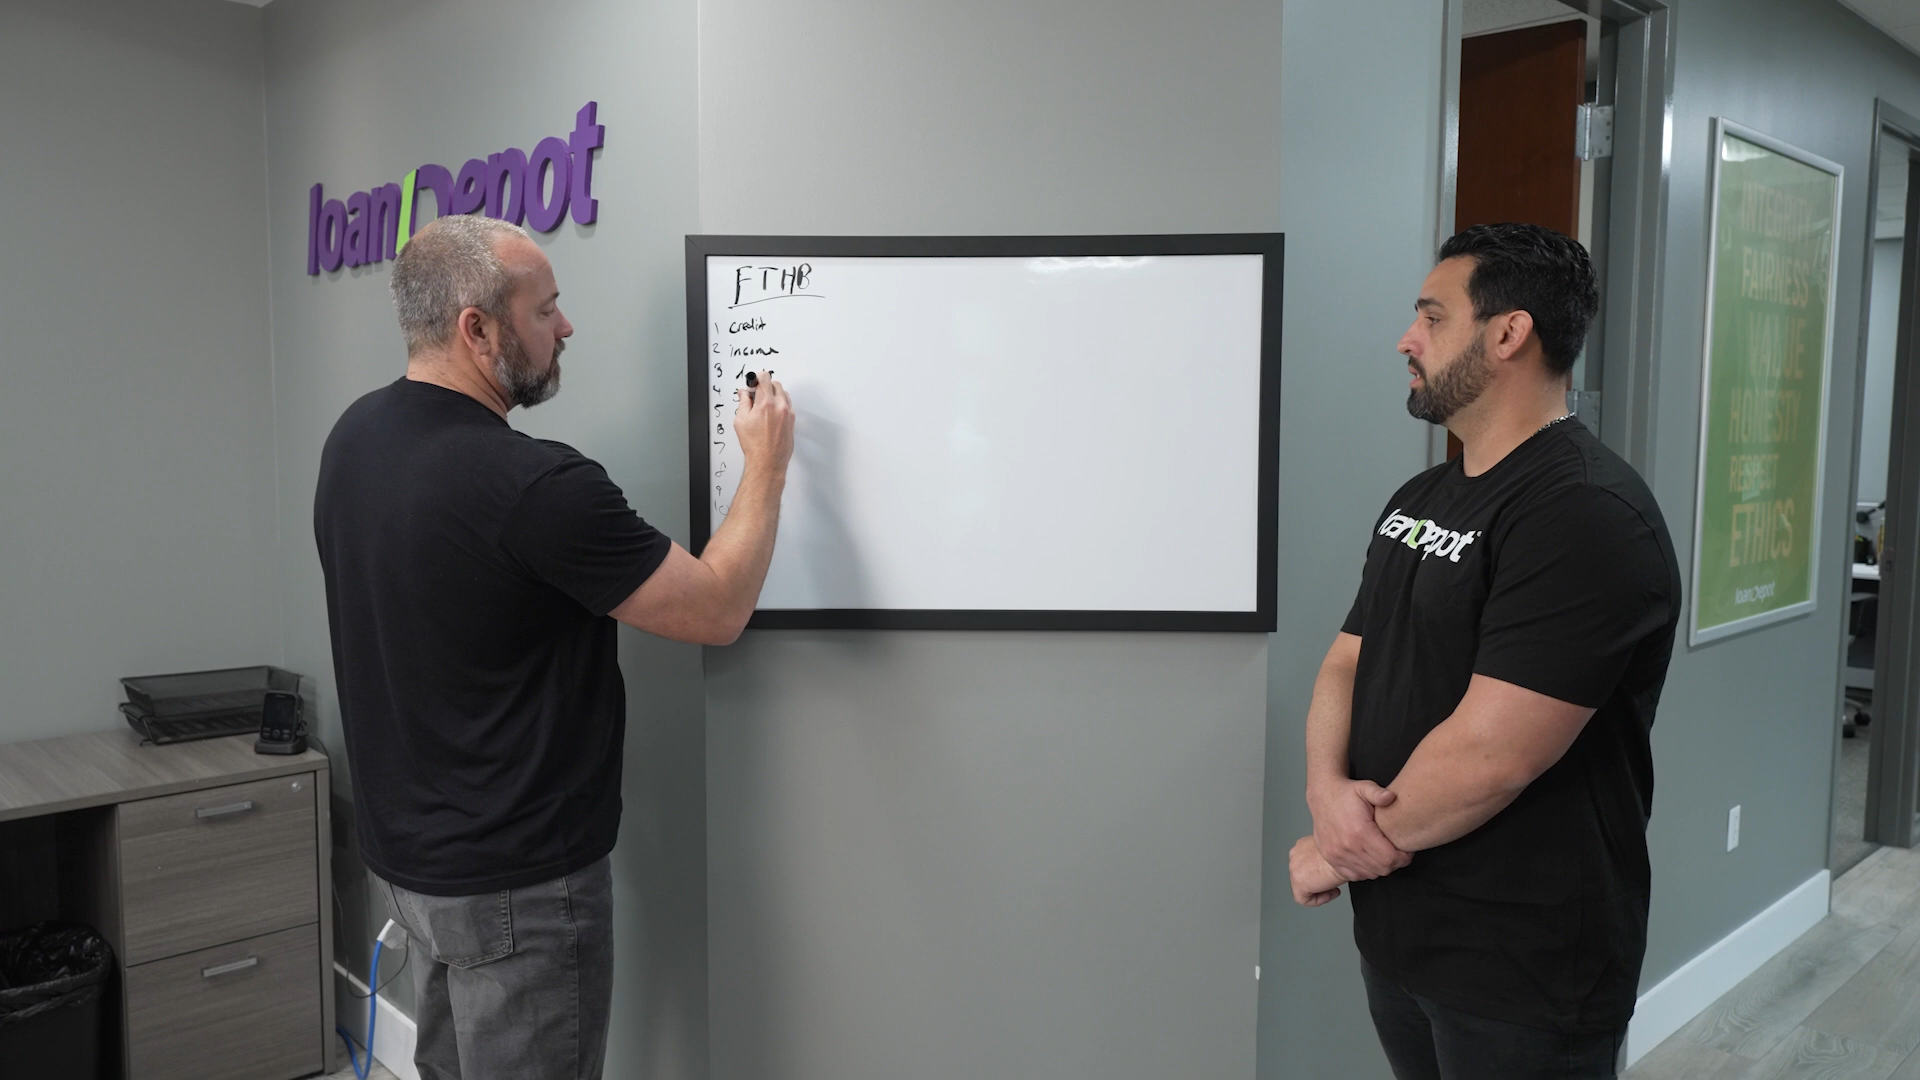 loanDepot
FTHB
1 credit
2 income
3
4
5
6
7
8
9
10
loanDepot
INTEGRITY
FAIRNESS
VALUE
HONESTY
RESPECT
ETHICS
loanDepot